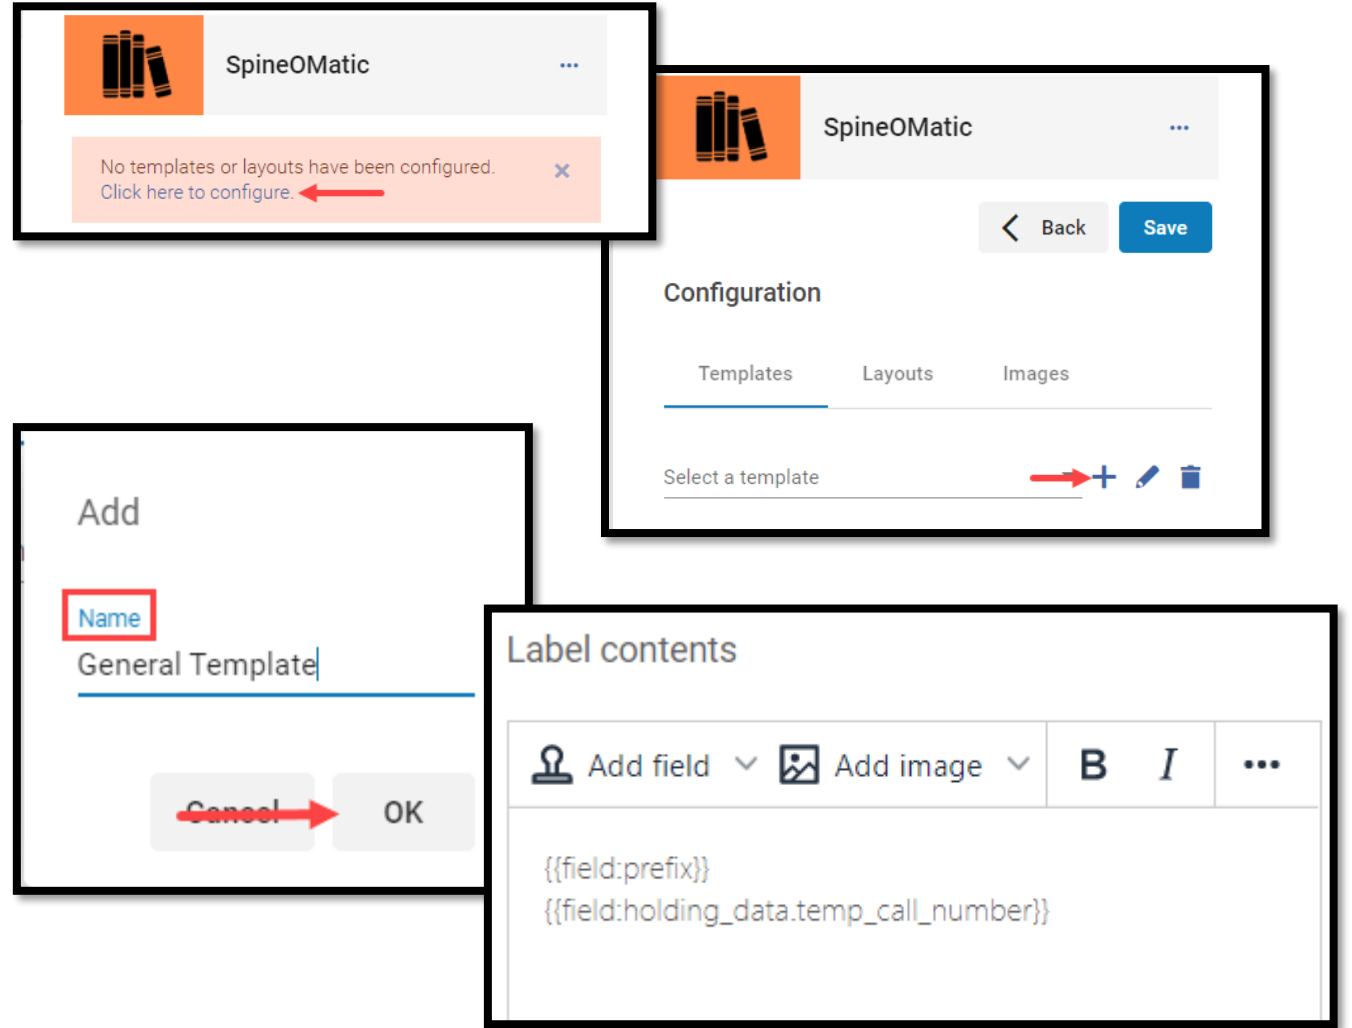 SpineOMatic
No templates or layouts have been configured.
Click here to configure.
SpineOMatic
Back
Save
Configuration
Templates
Layouts
Images
Select a template
Add
Name
General Template
Cancel
OK
Label contents
Add field
Add image
B
I
{{field:prefix}}
{{field:holding_data.temp_call_number}}